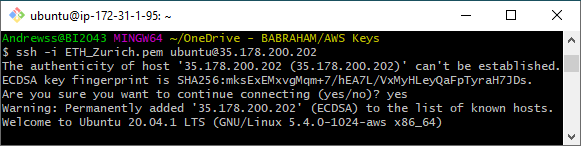 ubuntu@ip-172-31-1-95: ~
Andrewss@BI2043 MINGW64 ~/OneDrive - BABRAHAM/AWS Keys
$ ssh -i ETH_Zurich.pem ubuntu@35.178.200.202
The authenticity of host '35.178.200.202 (35.178.200.202)' can't be established.
ECDSA key fingerprint is SHA256:mksExEMxvgMqm+7/hEA7L/VxMyHLeyQaFpTyraH7JDs.
Are you sure you want to continue connecting (yes/no)? yes
Warning: Permanently added '35.178.200.202' (ECDSA) to the list of known hosts.
Welcome to Ubuntu 20.04.1 LTS (GNU/Linux 5.4.0-1024-aws x86_64)